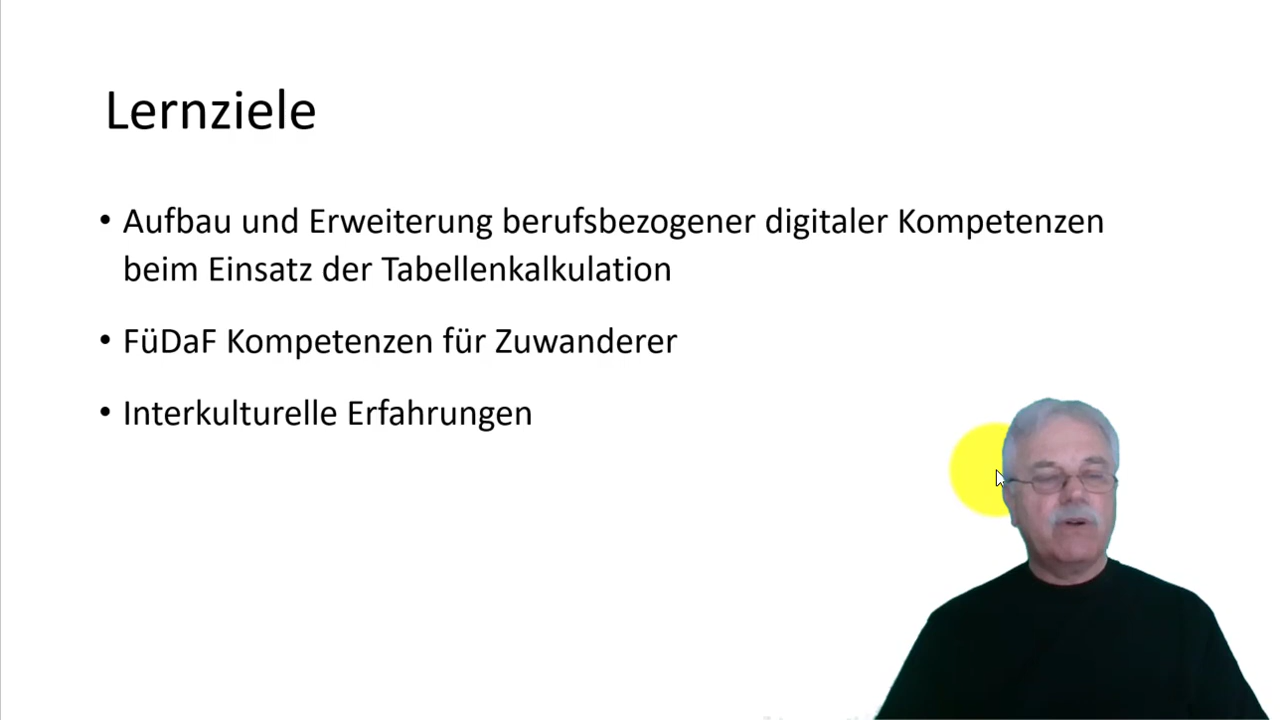 Lernziele
• Aufbau und Erweiterung berufsbezogener digitaler Kompetenzen
beim Einsatz der Tabellenkalkulation
• FüDaF Kompetenzen für Zuwanderer
• Interkulturelle Erfahrungen